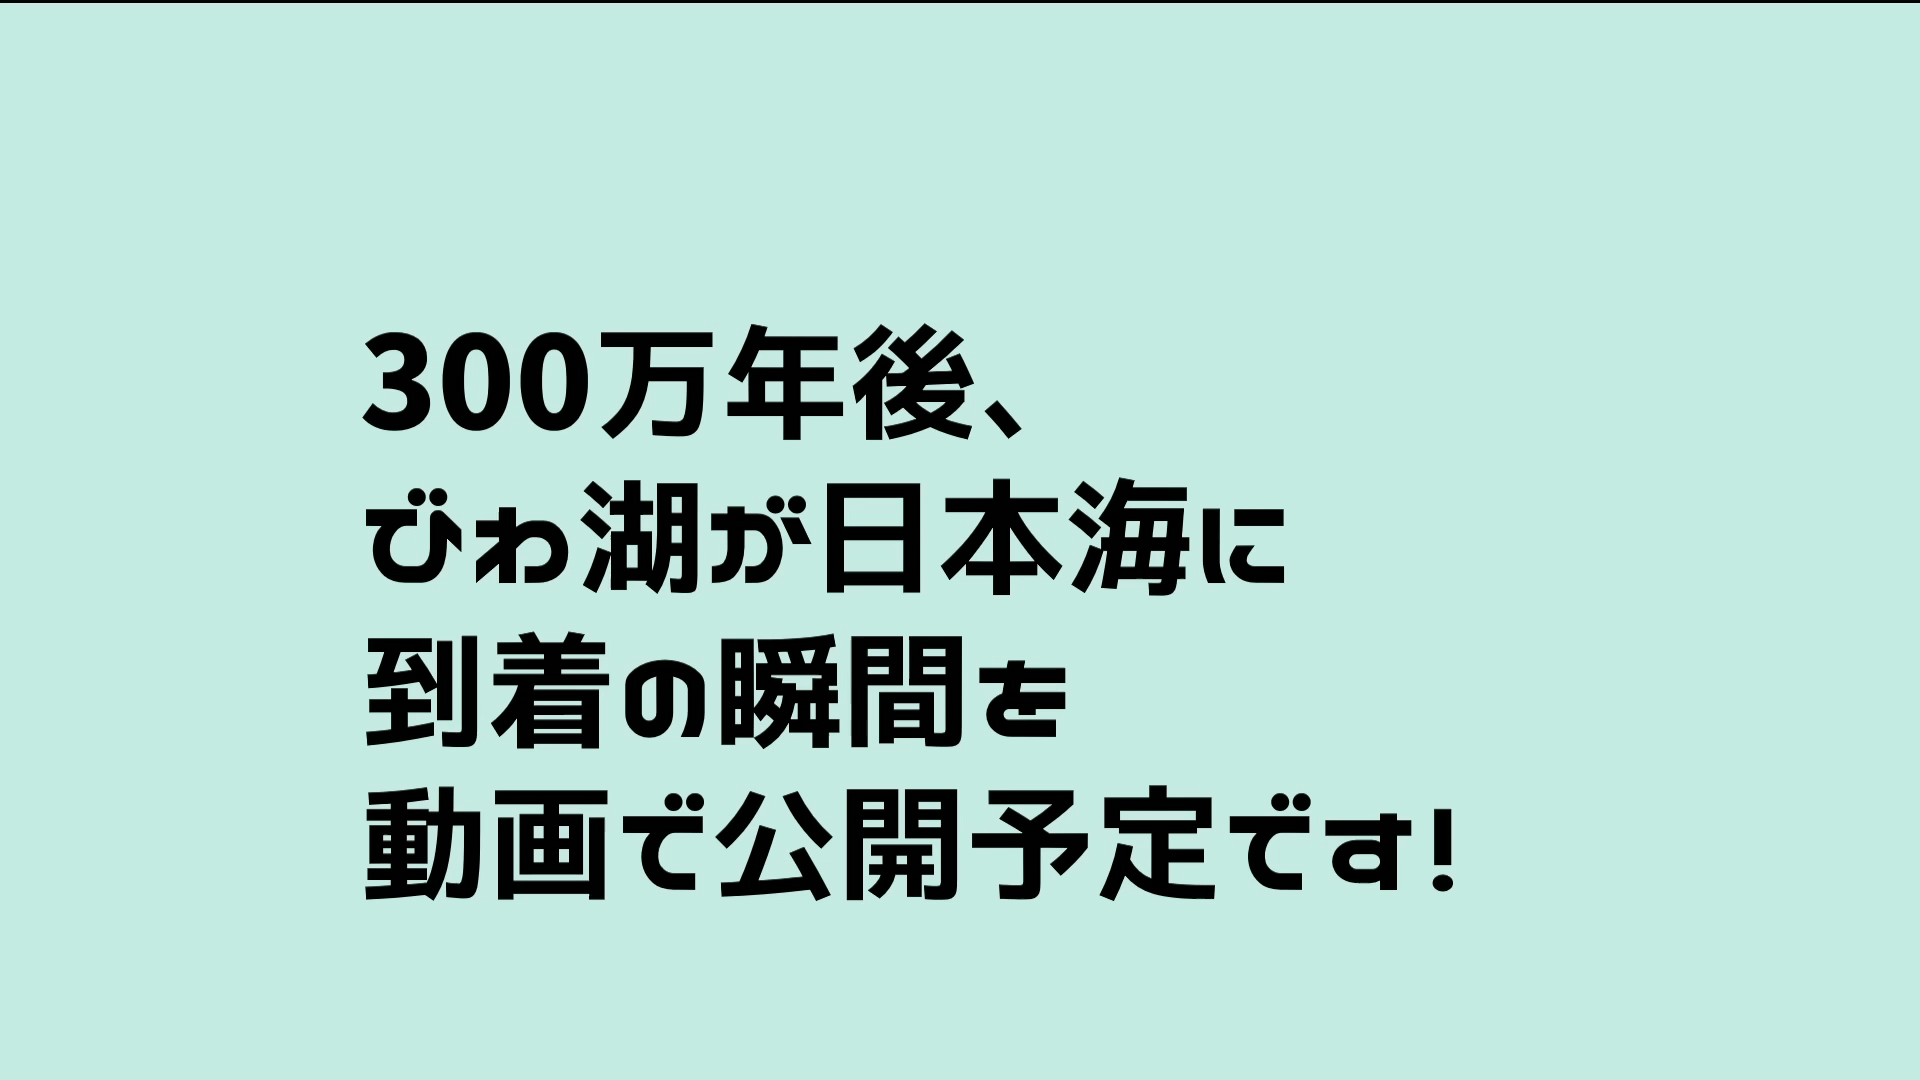 300万年後、
びわ湖が日本海に
到着の瞬間を
動画で公開予定です!